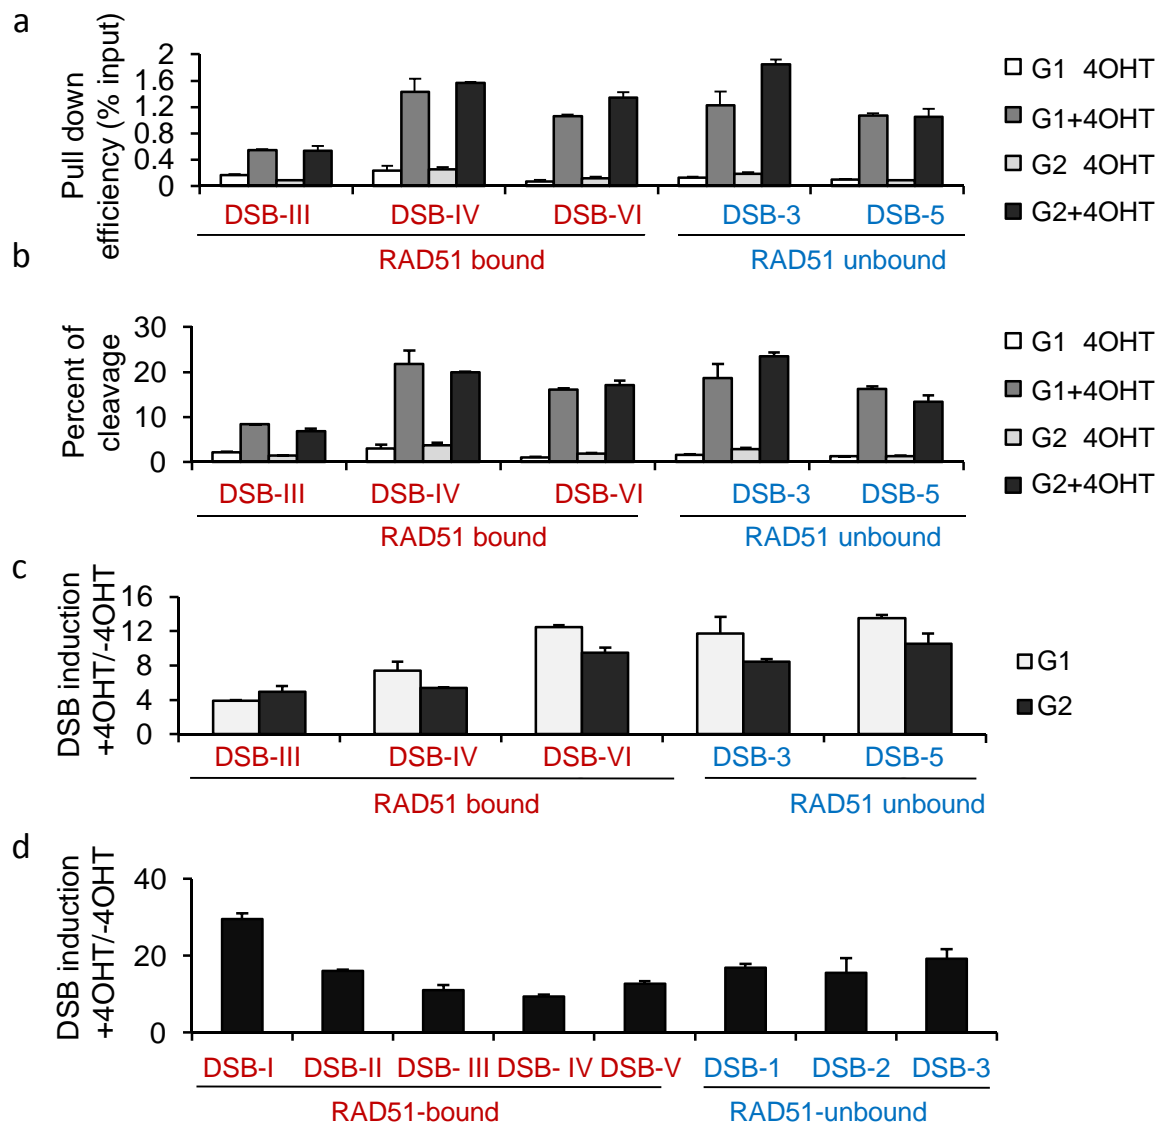 a
Pull down
efficiency (% input)
2
1.6
1.2
0.8
0.4
0
DSB-III DSB-IV DSB-VI DSB-3 DSB-5
RAD51 bound RAD51 unbound
G1 4OHT
G1+4OHT
G2 4OHT
G2+4OHT
b
Percent of
cleavage
30
20
10
0
DSB-III DSB-IV DSB-VI DSB-3 DSB-5
RAD51 bound RAD51 unbound
G1 4OHT
G1+4OHT
G2 4OHT
G2+4OHT
c
DSB induction
+4OHT/-4OHT
16
12
8
4
0
DSB-III DSB-IV DSB-VI DSB-3 DSB-5
RAD51 bound RAD51 unbound
G1
G2
d
DSB induction
+4OHT/-4OHT
40
20
0
DSB-I DSB-II DSB- III DSB- IV DSB-V DSB-1 DSB-2 DSB-3
RAD51-bound RAD51-unbound